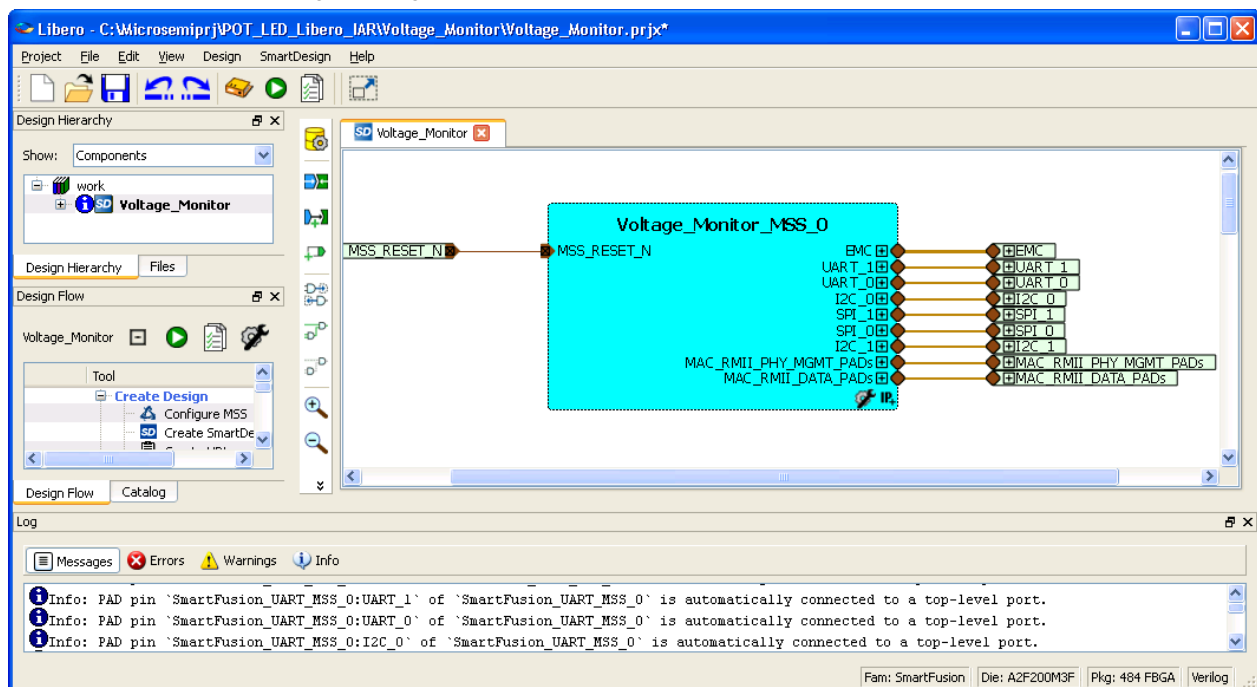 Libero - C:\Microsemiprj\POT_LED_Libero_IAR\Voltage_Monitor\Voltage_Monitor.prjx*
Project File Edit View Design SmartDesign Help
Design Hierarchy
Show: Components
work
Voltage_Monitor
Design Hierarchy Files
Design Flow
Voltage_Monitor
Tool
Create Design
Configure MSS
Create SmartDe
Design Flow Catalog
Voltage_Monitor
Voltage_Monitor_MSS_0
MSS_RESET_N MSS_RESET_N
EMC EMC
UART_1 UART_1
UART_0 UART_0
I2C_0 I2C_0
SPI_1 SPI_1
SPI_0 SPI_0
I2C_1 I2C_1
MAC_RMII_PHY_MGMT_PADs MAC_RMII_PHY_MGMT_PADs
MAC_RMII_DATA_PADs MAC_RMII_DATA_PADs
IP
Log
Messages Errors Warnings Info
Info: PAD pin `SmartFusion_UART_MSS_0:UART_1` of `SmartFusion_UART_MSS_0` is automatically connected to a top-level port.
Info: PAD pin `SmartFusion_UART_MSS_0:UART_0` of `SmartFusion_UART_MSS_0` is automatically connected to a top-level port.
Info: PAD pin `SmartFusion_UART_MSS_0:I2C_0` of `SmartFusion_UART_MSS_0` is automatically connected to a top-level port.
Fam: SmartFusion Die: A2F200M3F Pkg: 484 FBGA Verilog